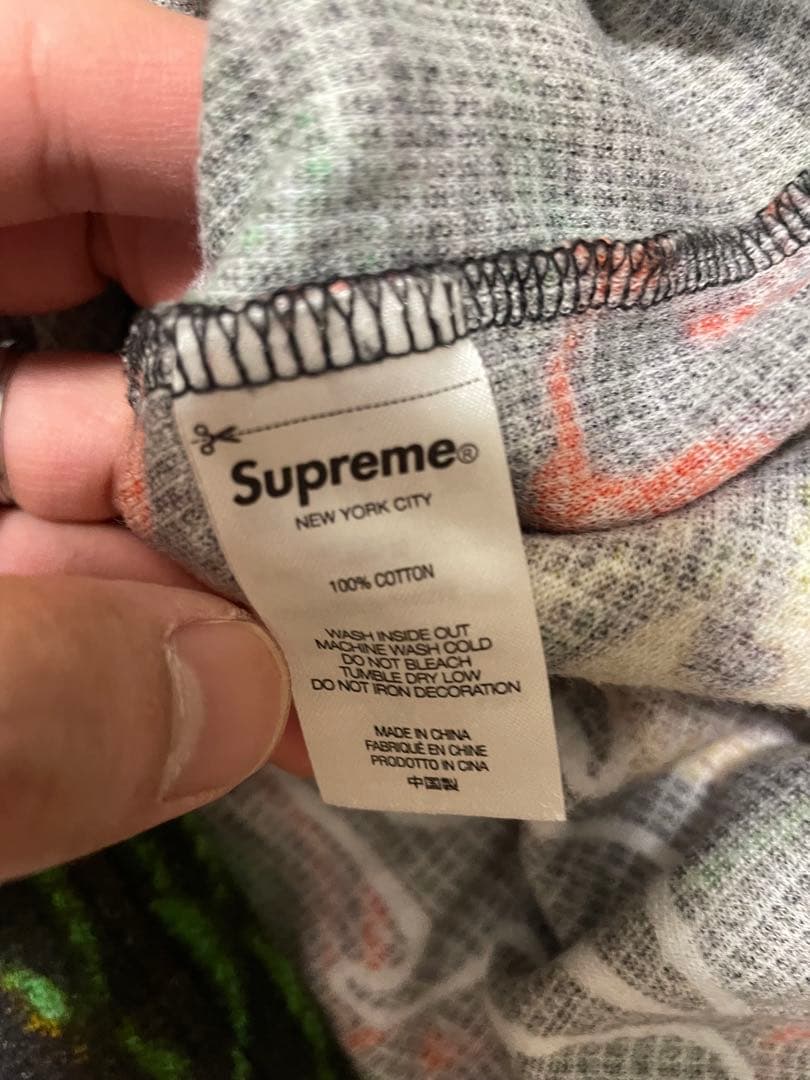 Supreme®
NEW YORK CITY
100% COTTON
WASH INSIDE OUT
MACHINE WASH COLD
DO NOT BLEACH
TUMBLE DRY LOW
DO NOT IRON DECORATION
MADE IN CHINA
FABRIQUÉ EN CHINE
PRODOTTO IN CINA
中国製